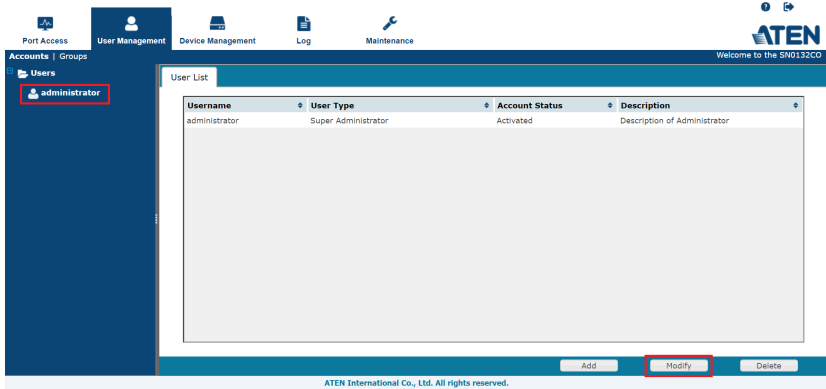 Port Access
User Management
Device Management
Log
Maintenance
ATEN
Accounts | Groups
Welcome to the SN0132CO
Users
administrator
User List
Username
User Type
Account Status
Description
administrator
Super Administrator
Activated
Description of Administrator
Add
Modify
Delete
ATEN International Co., Ltd. All rights reserved.